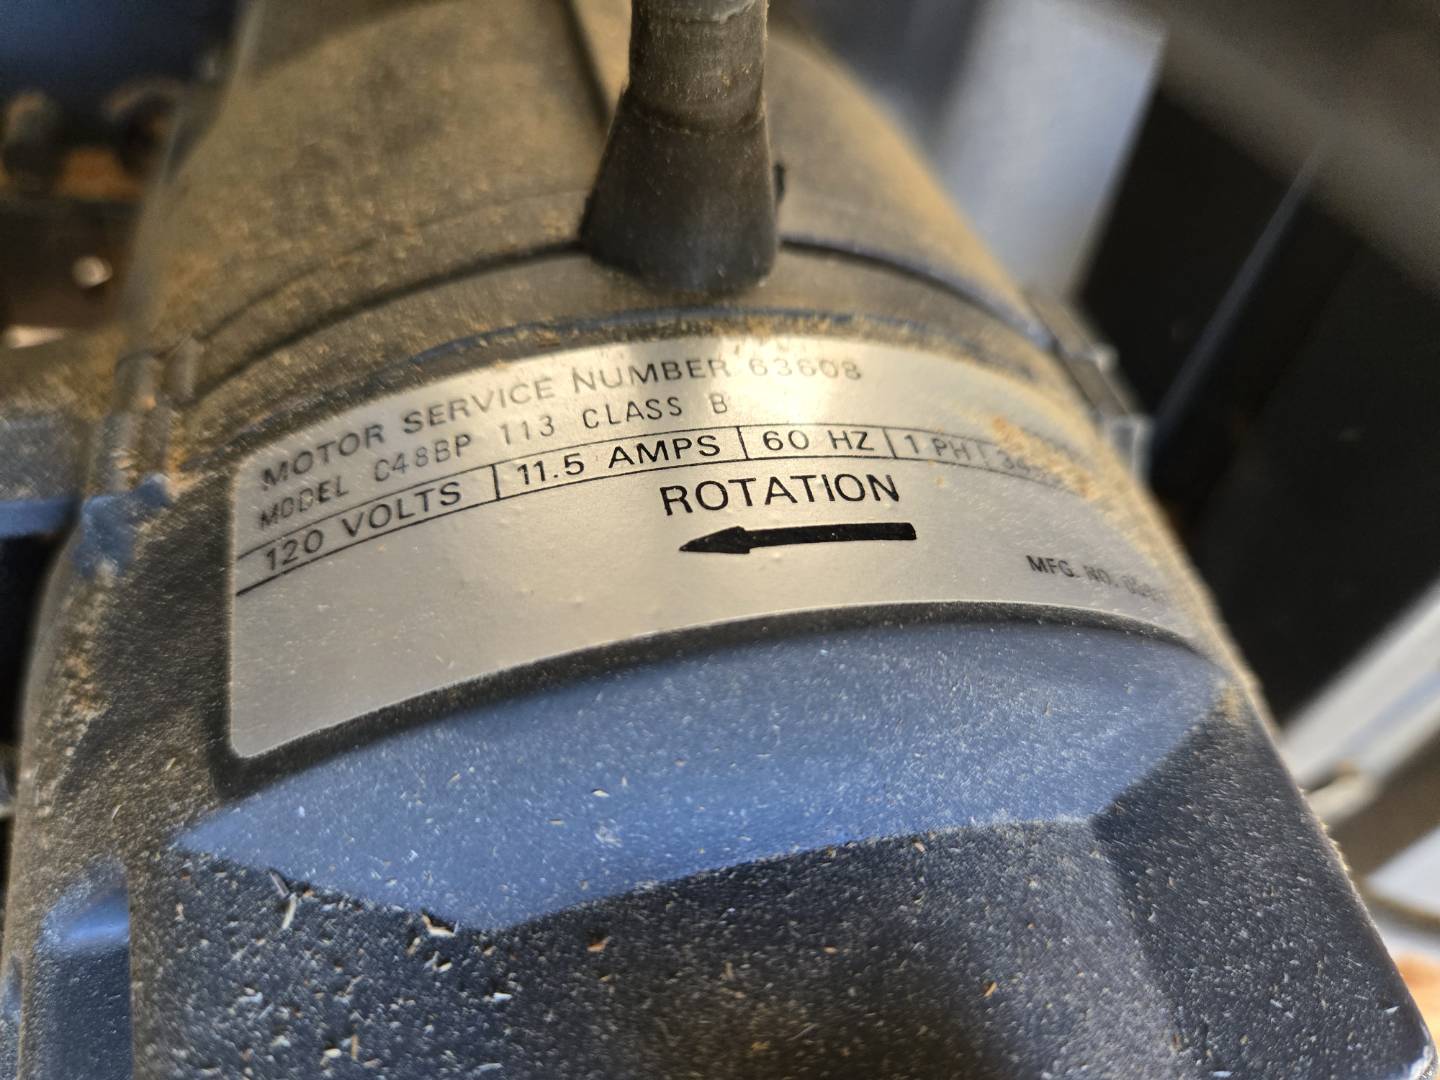 MOTOR SERVICE NUMBER 63608
MODEL C48BP 113 CLASS B
120 VOLTS | 11.5 AMPS | 60 HZ | 1 PH |
ROTATION
MFG. NO.